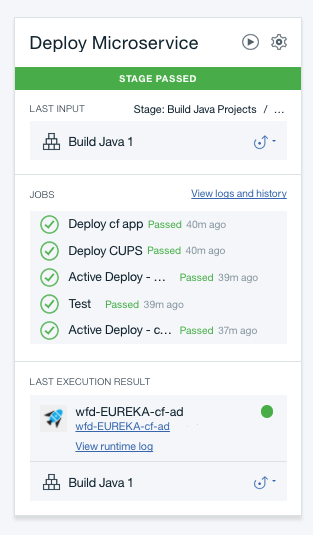 Deploy Microservice
STAGE PASSED
LAST INPUT Stage: Build Java Projects / ...
Build Java 1
JOBS View logs and history
Deploy cf app Passed 40m ago
Deploy CUPS Passed 40m ago
Active Deploy - ... Passed 39m ago
Test Passed 39m ago
Active Deploy - c... Passed 37m ago
LAST EXECUTION RESULT
wfd-EUREKA-cf-ad
wfd-EUREKA-cf-ad
View runtime log
Build Java 1